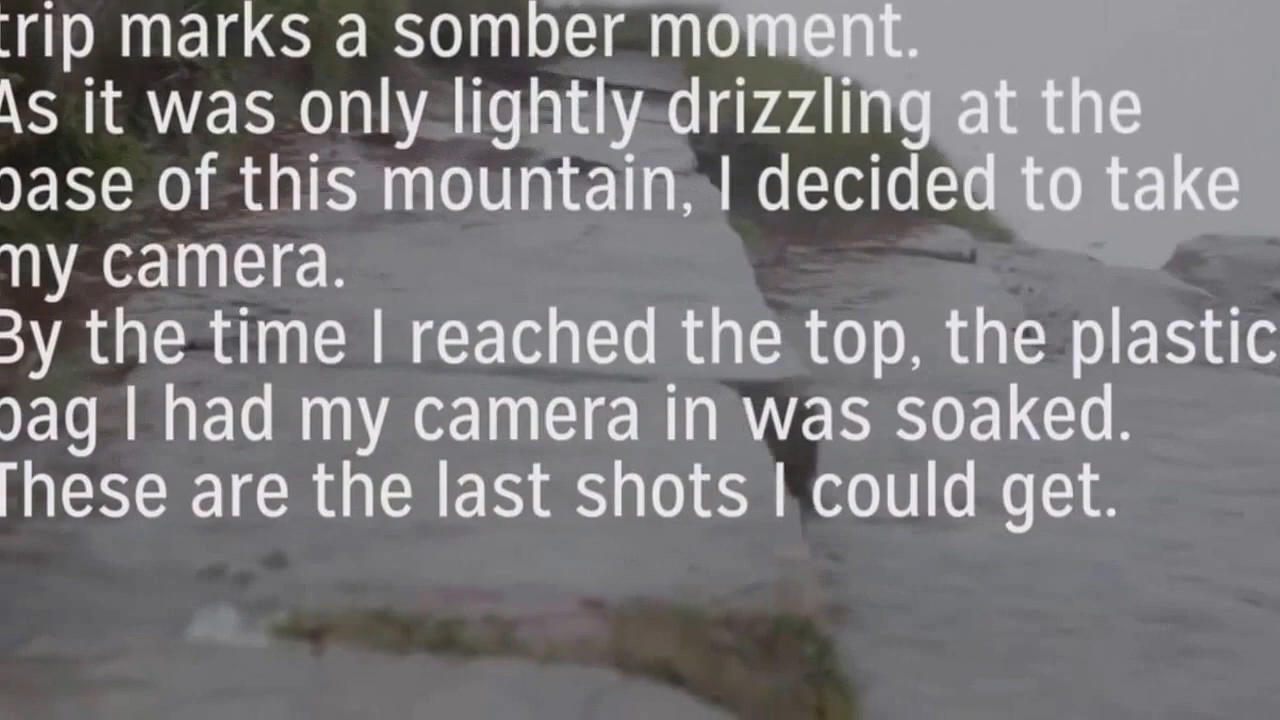 trip marks a somber moment.
As it was only lightly drizzling at the
base of this mountain, I decided to take
my camera.
By the time I reached the top, the plastic
bag I had my camera in was soaked.
These are the last shots I could get.